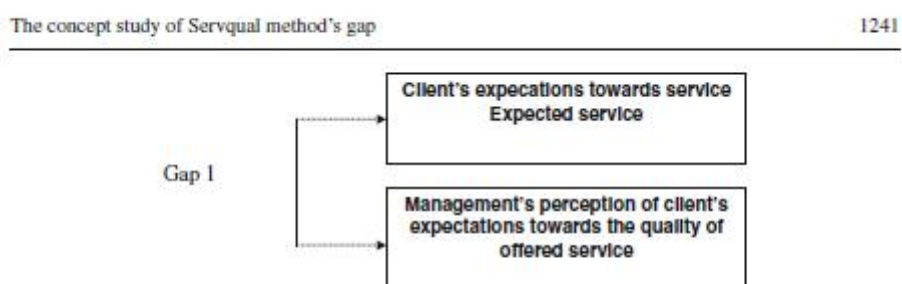 The concept study of Servqual method's gap 1241
Client's expecations towards service
Expected service
Gap 1
Management's perception of client's
expectations towards the quality of
offered service